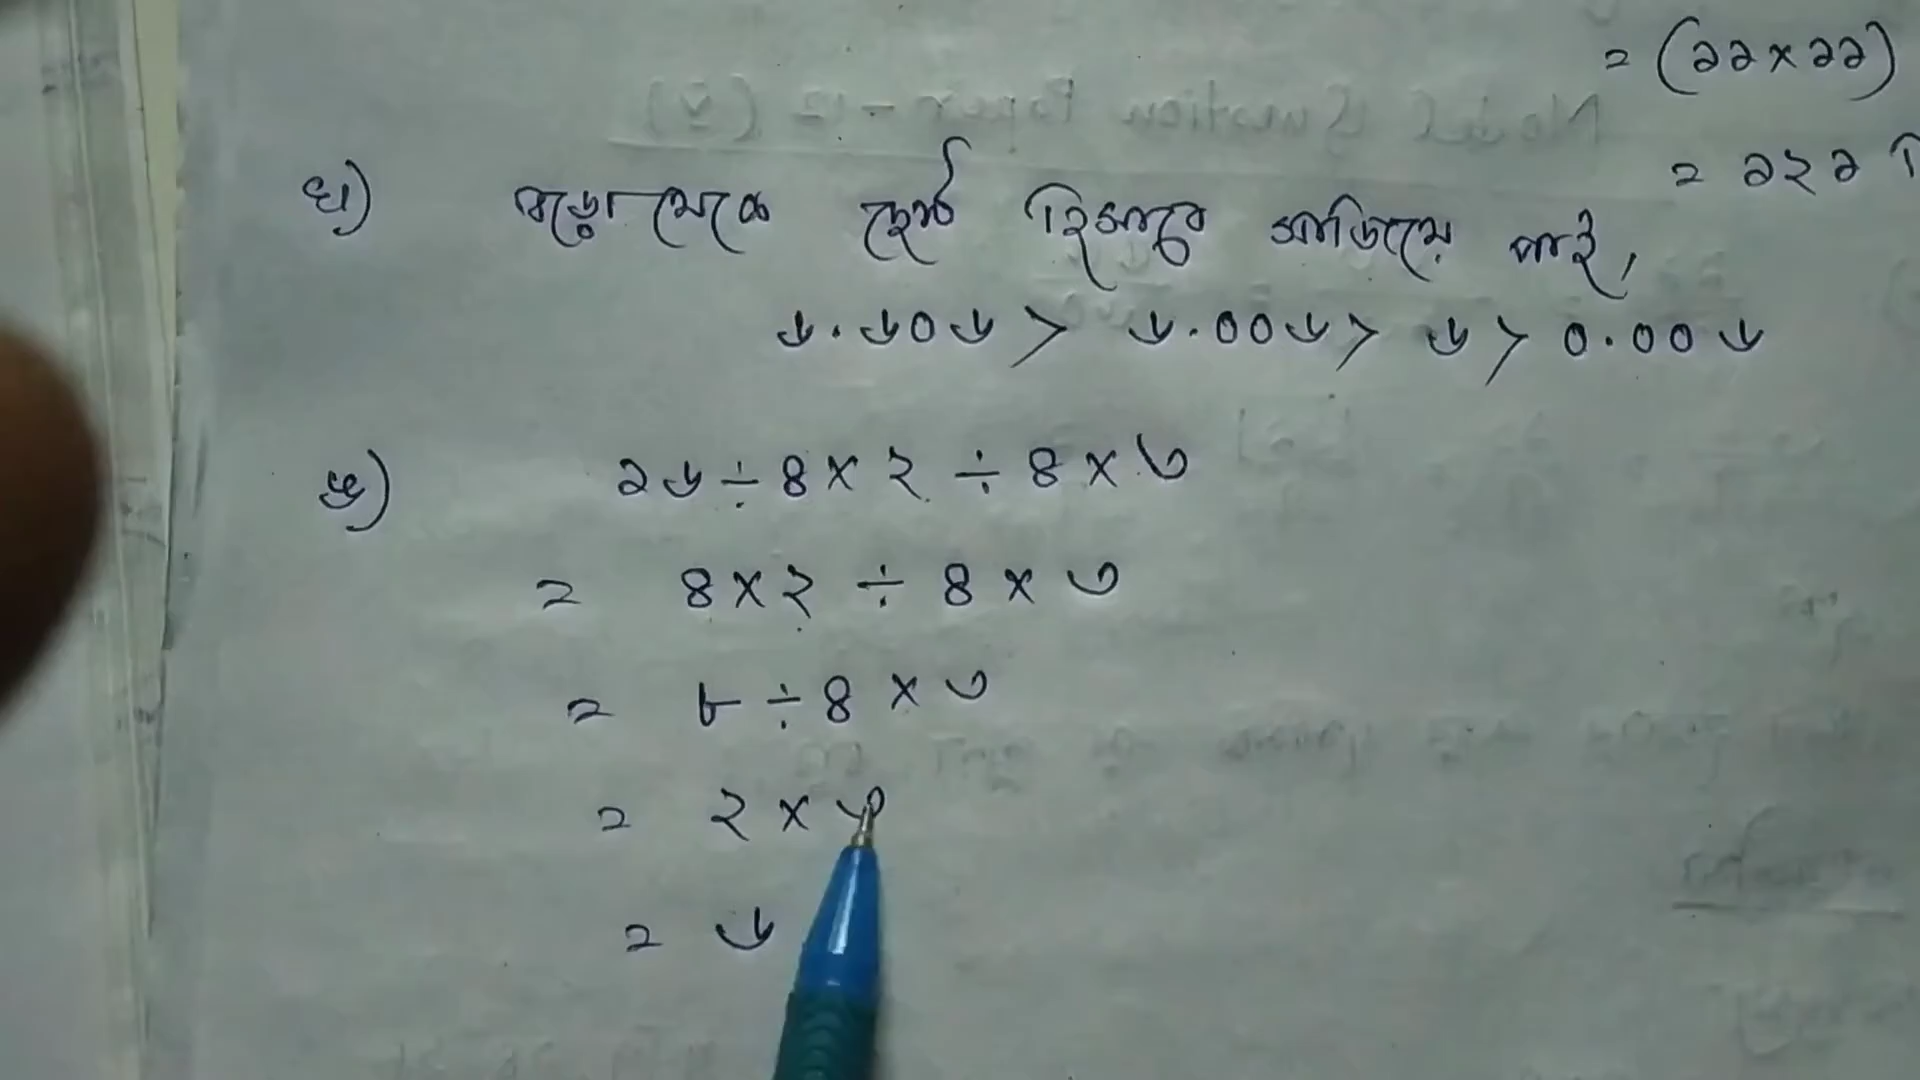 = (১১×১১)
= ১২১
ঘ) বড়ো থেকে ছোট হিসাবে সাজিয়ে পাই,
৬.৬০৬ > ৬.০০৬ > ৬ > ০.০০৬
ঙ) ১৬ ÷ ৪ × ২ ÷ ৪ × ৩
= ৪ × ২ ÷ ৪ × ৩
= ৮ ÷ ৪ × ৩
= ২ × ৩
= ৬